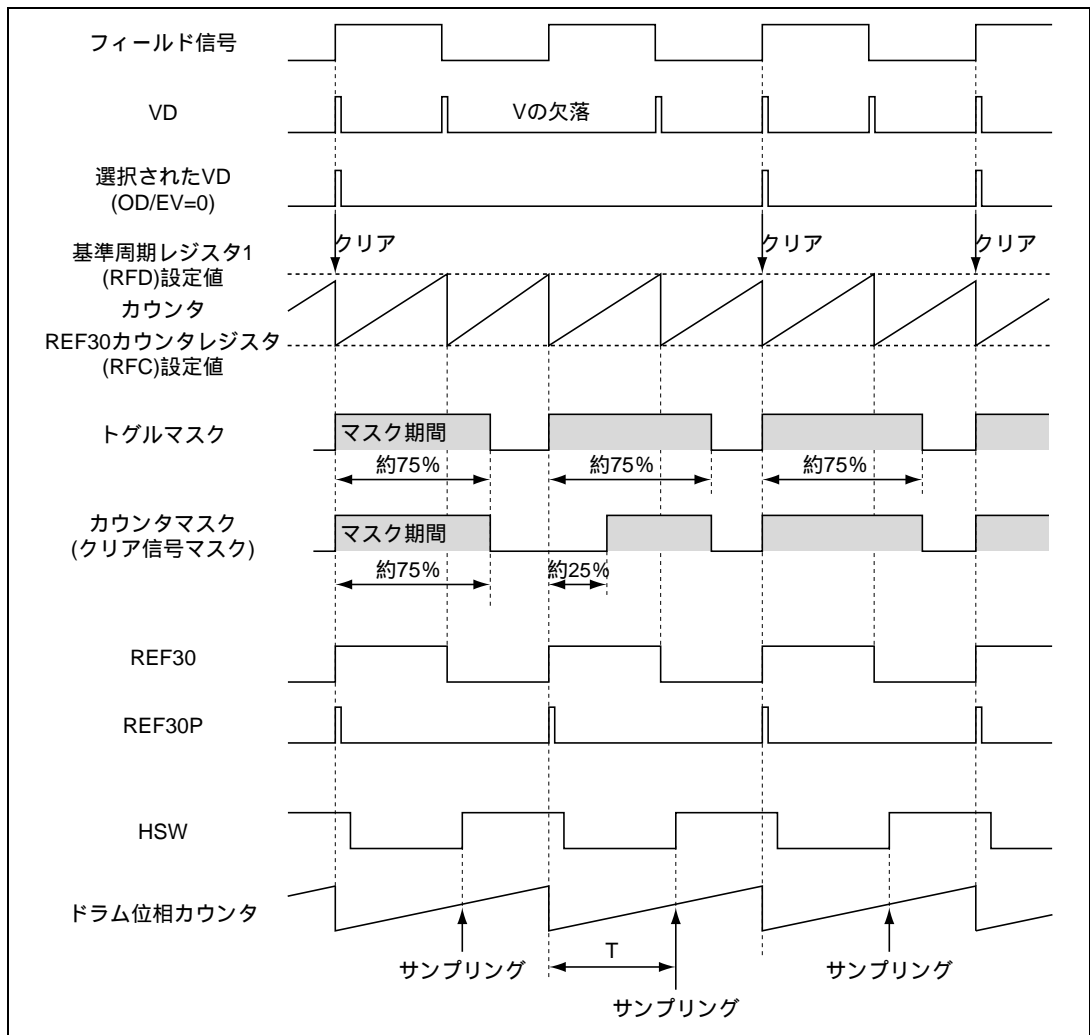 フィールド信号
VD
Vの欠落
選択されたVD
(OD/EV=0)
クリア
クリア
クリア
基準周期レジスタ1
(RFD)設定値
カウンタ
REF30カウンタレジスタ
(RFC)設定値
トグルマスク
マスク期間
約75%
約75%
約75%
カウンタマスク
(クリア信号マスク)
マスク期間
約75%
約25%
REF30
REF30P
HSW
ドラム位相カウンタ
サンプリング
T
サンプリング
サンプリング